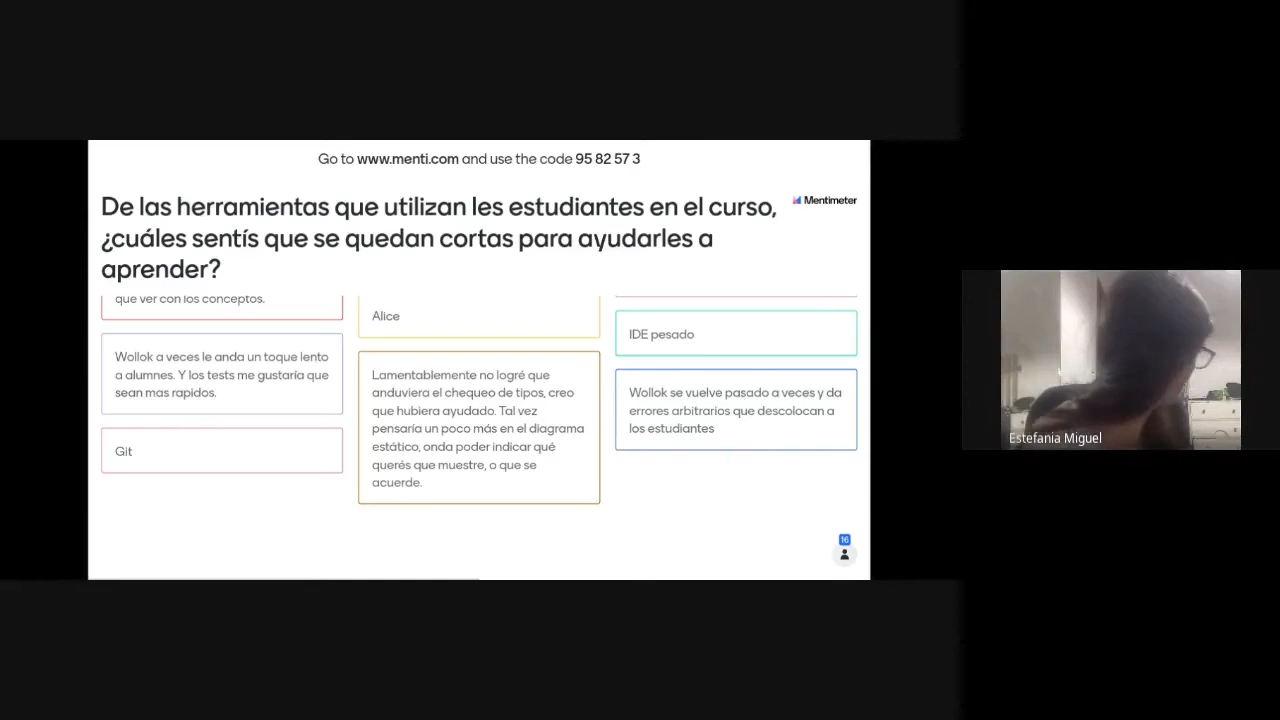 Go to www.menti.com and use the code 95 82 57 3
De las herramientas que utilizan les estudiantes en el curso,
¿cuáles sentís que se quedan cortas para ayudarles a
aprender?
Mentimeter
que ver con los conceptos.
Wollok a veces le anda un toque lento
a alumnes. Y los tests me gustaría que
sean mas rapidos.
Git
Alice
Lamentablemente no logré que
anduviera el chequeo de tipos, creo
que hubiera ayudado. Tal vez
pensaría un poco más en el diagrama
estático, onda poder indicar qué
querés que muestre, o que se
acuerde.
IDE pesado
Wollok se vuelve pasado a veces y da
errores arbitrarios que descolocan a
los estudiantes
16
Estefania Miguel